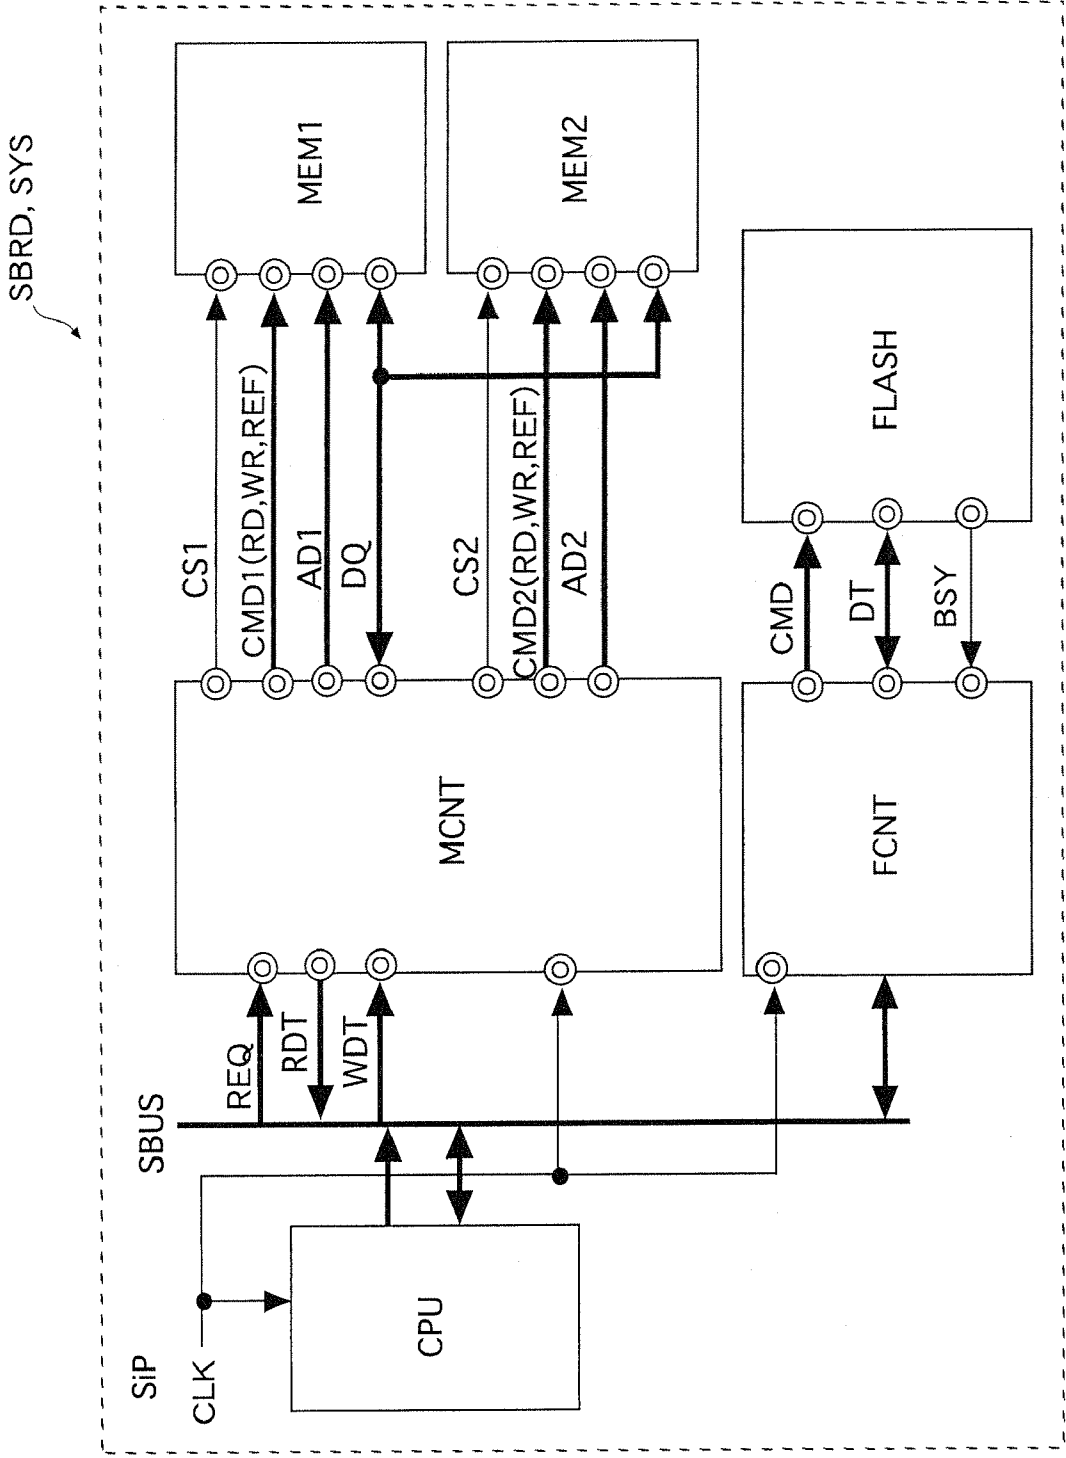 SBRD, SYS
SiP
CLK
CPU
SBUS
REQ
RDT
WDT
MCNT
CS1
CMD1(RD,WR,REF)
AD1
DQ
CS2
CMD2(RD,WR,REF)
AD2
MEM1
MEM2
FCNT
CMD
DT
BSY
FLASH